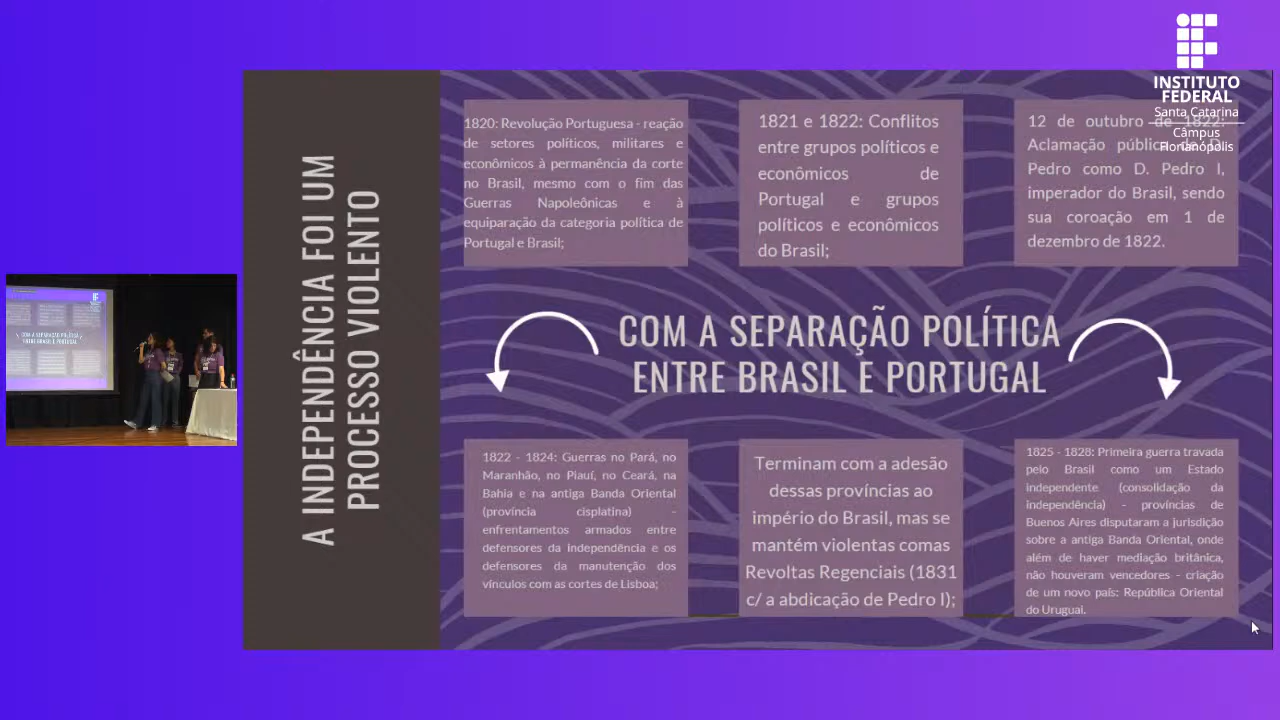 INSTITUTO
FEDERAL
Santa Catarina
Câmpus
Florianópolis
A INDEPENDÊNCIA FOI UM
PROCESSO VIOLENTO
1820: Revolução Portuguesa - reação
de setores políticos, militares e
econômicos à permanência da corte
no Brasil, mesmo com o fim das
Guerras Napoleônicas e à
equiparação da categoria política de
Portugal e Brasil;
1821 e 1822: Conflitos
entre grupos políticos e
econômicos de
Portugal e grupos
políticos e econômicos
do Brasil;
12 de outubro de 1822:
Aclamação pública de D.
Pedro como D. Pedro I,
imperador do Brasil, sendo
sua coroação em 1 de
dezembro de 1822.
COM A SEPARAÇÃO POLÍTICA
ENTRE BRASIL E PORTUGAL
1822 - 1824: Guerras no Pará, no
Maranhão, no Piauí, no Ceará, na
Bahia e na antiga Banda Oriental
(província cisplatina) -
enfrentamentos armados entre
defensores da independência e os
defensores da manutenção dos
vínculos com as cortes de Lisboa;
Terminam com a adesão
dessas províncias ao
império do Brasil, mas se
mantém violentas comas
Revoltas Regenciais (1831
c/ a abdicação de Pedro I);
1825 - 1828: Primeira guerra travada
pelo Brasil como um Estado
independente (consolidação da
independência) - províncias de
Buenos Aires disputaram a jurisdição
sobre a antiga Banda Oriental, onde
além de haver mediação britânica,
não houveram vencedores - criação
de um novo país: República Oriental
do Uruguai.
COM A SEPARAÇÃO POLÍTICA
ENTRE BRASIL E PORTUGAL